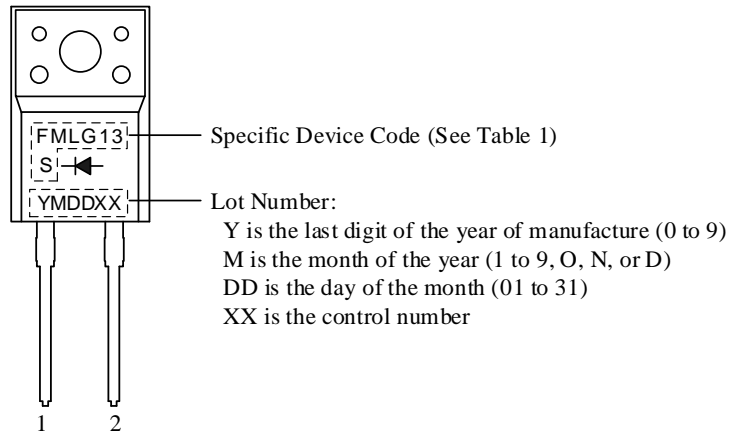 FMLG13
S
YMDDXX
Specific Device Code (See Table 1)
Lot Number:
Y is the last digit of the year of manufacture (0 to 9)
M is the month of the year (1 to 9, O, N, or D)
DD is the day of the month (01 to 31)
XX is the control number
1 2